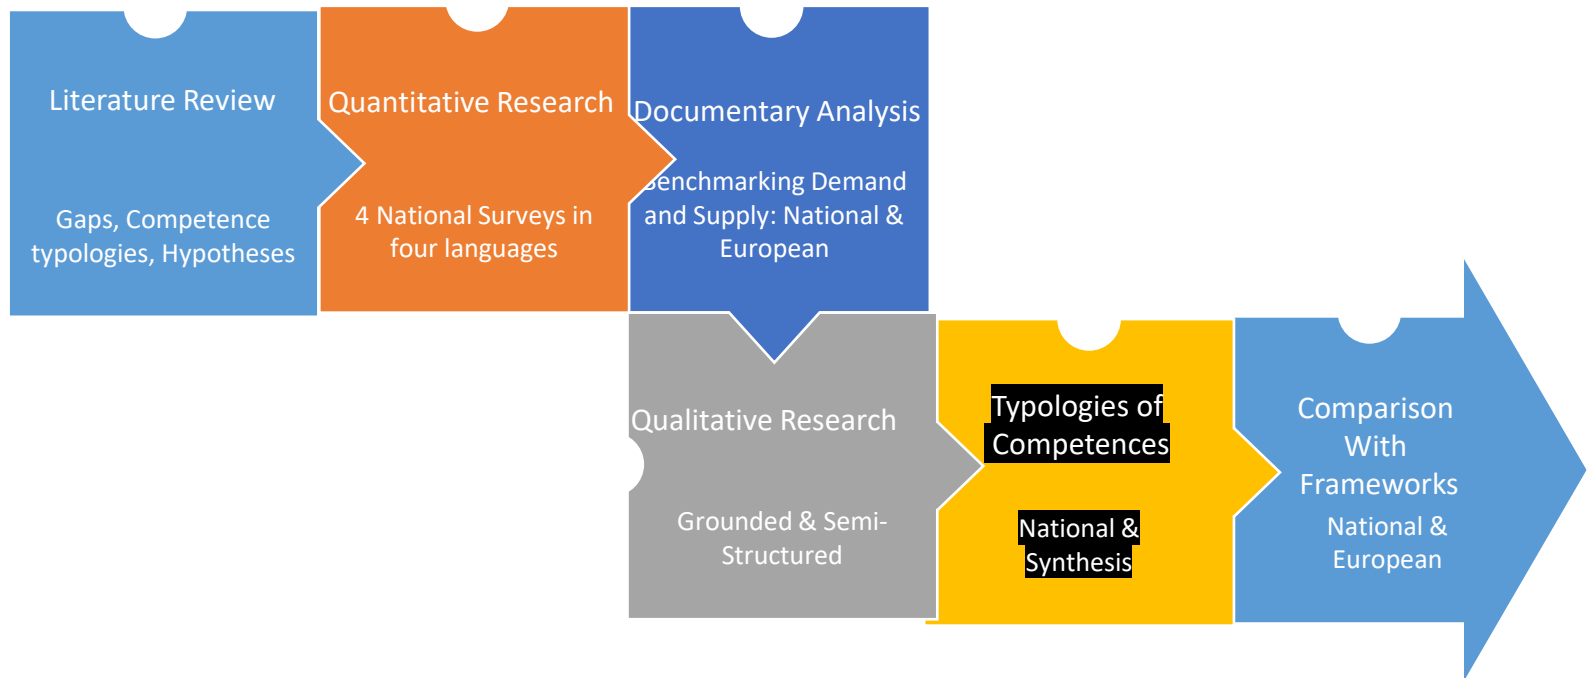 Literature Review
Gaps, Competence
typologies, Hypotheses
Quantitative Research
4 National Surveys in
four languages
Documentary Analysis
Benchmarking Demand
and Supply: National &
European
Qualitative Research
Grounded & Semi-
Structured
Typologies of
Competences
National &
Synthesis
Comparison
With
Frameworks
National &
European